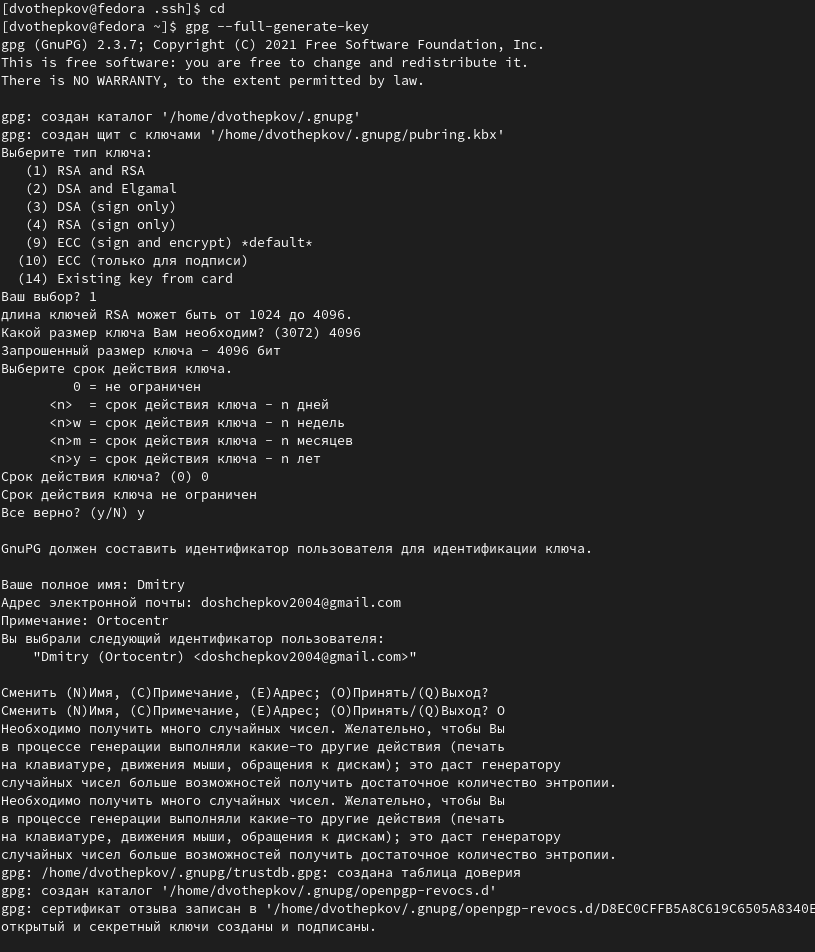 [dvothepkov@fedora .ssh]$ cd
[dvothepkov@fedora ~]$ gpg --full-generate-key
gpg (GnuPG) 2.3.7; Copyright (C) 2021 Free Software Foundation, Inc.
This is free software: you are free to change and redistribute it.
There is NO WARRANTY, to the extent permitted by law.

gpg: создан каталог '/home/dvothepkov/.gnupg'
gpg: создан щит с ключами '/home/dvothepkov/.gnupg/pubring.kbx'
Выберите тип ключа:
   (1) RSA and RSA
   (2) DSA and Elgamal
   (3) DSA (sign only)
   (4) RSA (sign only)
   (9) ECC (sign and encrypt) *default*
  (10) ECC (только для подписи)
  (14) Existing key from card
Ваш выбор? 1
длина ключей RSA может быть от 1024 до 4096.
Какой размер ключа Вам необходим? (3072) 4096
Запрошенный размер ключа - 4096 бит
Выберите срок действия ключа.
         0 = не ограничен
      <n>  = срок действия ключа - n дней
      <n>w = срок действия ключа - n недель
      <n>m = срок действия ключа - n месяцев
      <n>y = срок действия ключа - n лет
Срок действия ключа? (0) 0
Срок действия ключа не ограничен
Все верно? (y/N) y

GnuPG должен составить идентификатор пользователя для идентификации ключа.

Ваше полное имя: Dmitry
Адрес электронной почты: doshchepkov2004@gmail.com
Примечание: Ortocentr
Вы выбрали следующий идентификатор пользователя:
    "Dmitry (Ortocentr) <doshchepkov2004@gmail.com>"

Сменить (N)Имя, (C)Примечание, (E)Адрес; (O)Принять/(Q)Выход?
Сменить (N)Имя, (C)Примечание, (E)Адрес; (O)Принять/(Q)Выход? O
Необходимо получить много случайных чисел. Желательно, чтобы Вы
в процессе генерации выполняли какие-то другие действия (печать
на клавиатуре, движения мыши, обращения к дискам); это даст генератору
случайных чисел больше возможностей получить достаточное количество энтропии.
Необходимо получить много случайных чисел. Желательно, чтобы Вы
в процессе генерации выполняли какие-то другие действия (печать
на клавиатуре, движения мыши, обращения к дискам); это даст генератору
случайных чисел больше возможностей получить достаточное количество энтропии.
gpg: /home/dvothepkov/.gnupg/trustdb.gpg: создана таблица доверия
gpg: создан каталог '/home/dvothepkov/.gnupg/openpgp-revocs.d'
gpg: сертификат отзыва записан в '/home/dvothepkov/.gnupg/openpgp-revocs.d/D8EC0CFFB5A8C619C6505A8340E
открытый и секретный ключи созданы и подписаны.